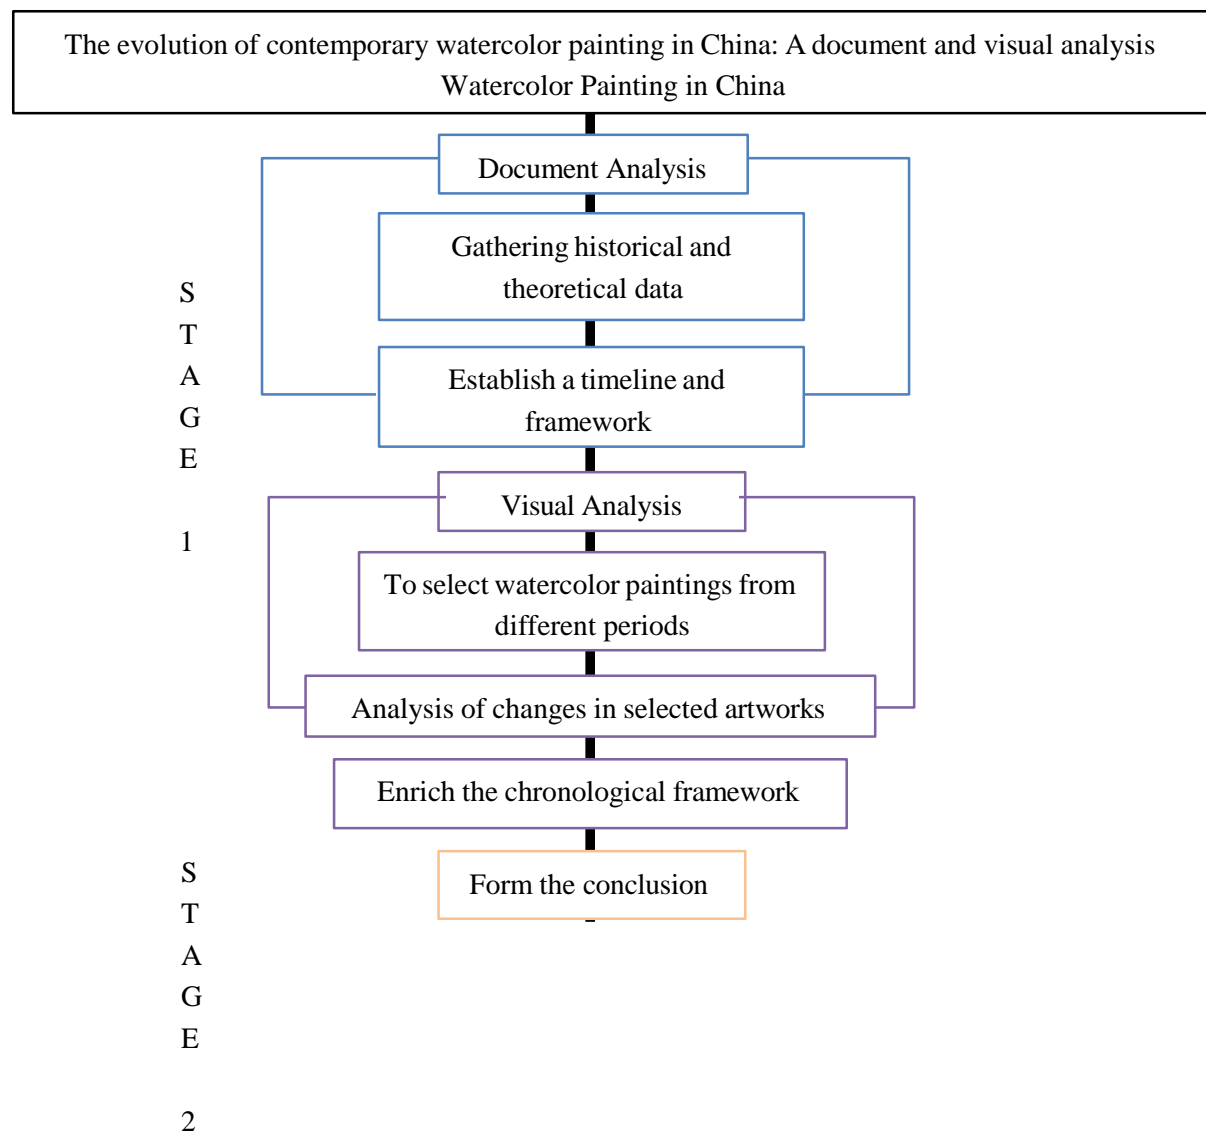 The evolution of contemporary watercolor painting in China: A document and visual analysis
Watercolor Painting in China
Document Analysis
Gathering historical and
theoretical data
Establish a timeline and
framework
S
T
A
G
E
1
Visual Analysis
To select watercolor paintings from
different periods
Analysis of changes in selected artworks
Enrich the chronological framework
Form the conclusion
S
T
A
G
E
2